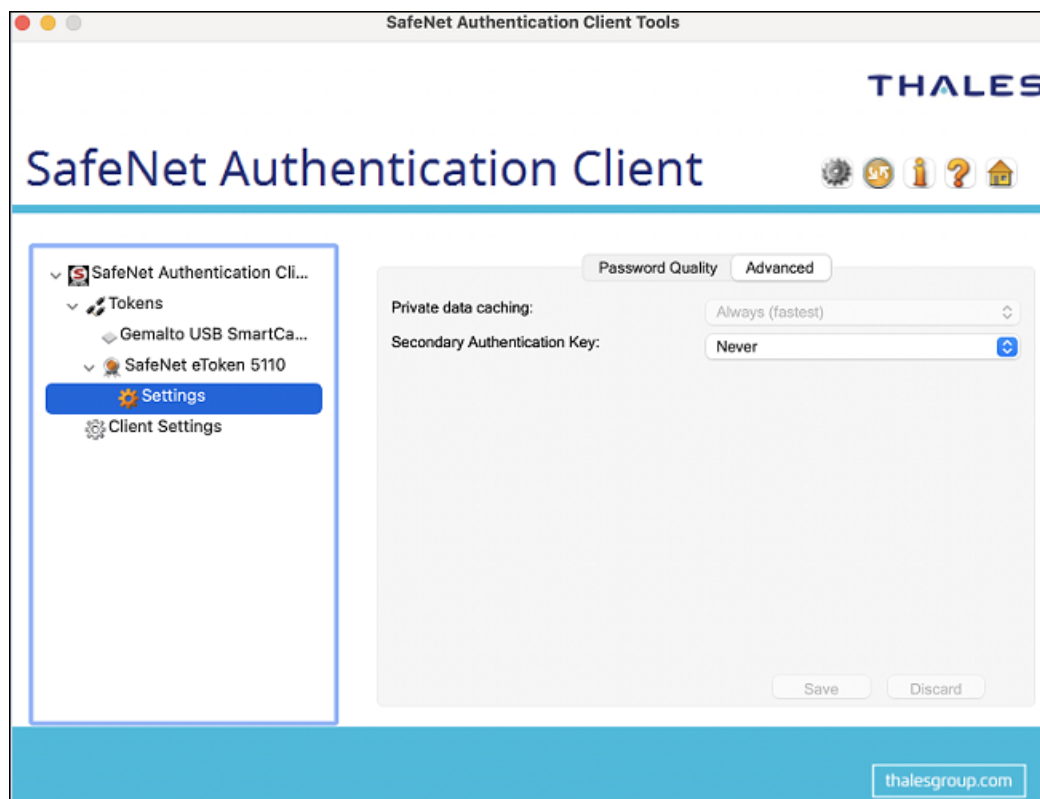 SafeNet Authentication Client Tools
THALES
SafeNet Authentication Client
SafeNet Authentication Cli...
Tokens
Gemalto USB SmartCa...
SafeNet eToken 5110
Settings
Client Settings
Password Quality Advanced
Private data caching: Always (fastest)
Secondary Authentication Key: Never
Save Discard
thalesgroup.com